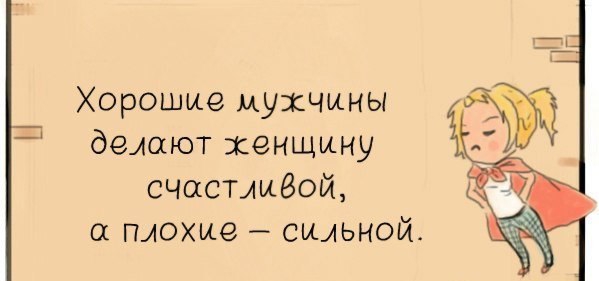 Хорошие мужчины
делают женщину
счастливой,
а плохие – сильной.